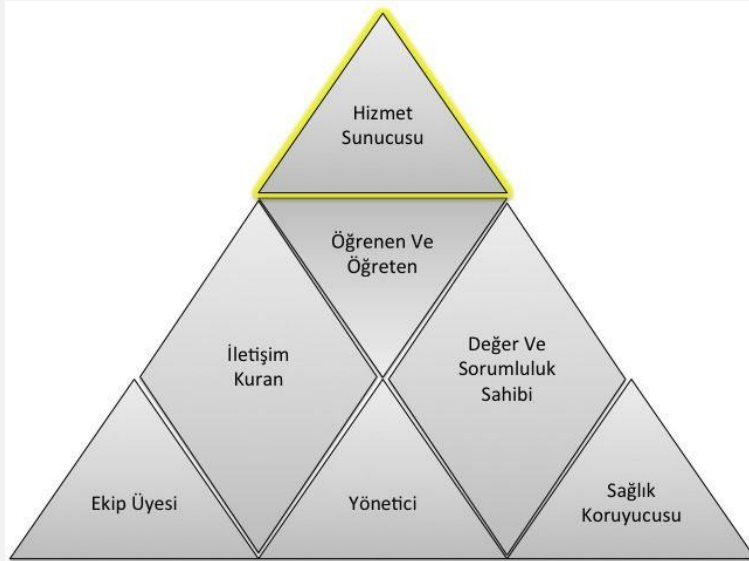 Hizmet
Sunucusu
Öğrenen Ve
Öğreten
İletişim
Kuran
Değer Ve
Sorumluluk
Sahibi
Ekip Üyesi
Yönetici
Sağlık
Koruyucusu